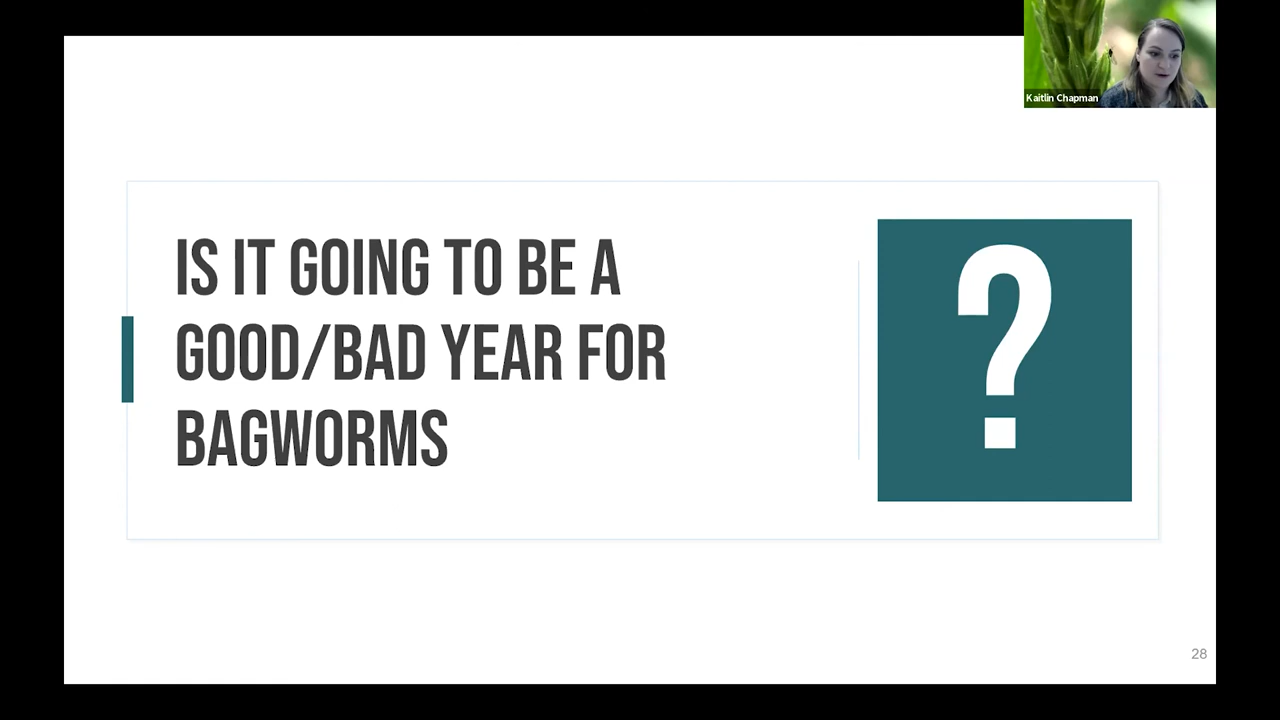 Kaitlin Chapman
IS IT GOING TO BE A
GOOD/BAD YEAR FOR
BAGWORMS
?
28